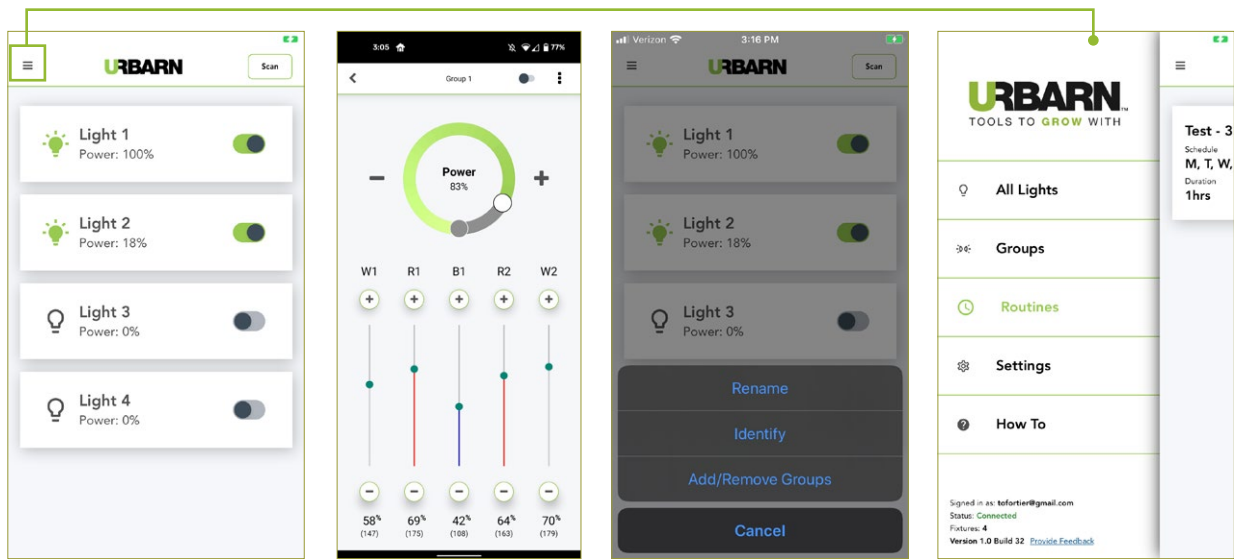 URBARN
Scan
Light 1
Power: 100%
Light 2
Power: 18%
Light 3
Power: 0%
Light 4
Power: 0%
3:05
77%
Group 1
Power
83%
W1 R1 B1 R2 W2
58% 69% 42% 64% 70%
(147) (175) (108) (163) (179)
Verizon 3:16 PM
URBARN
Scan
Light 1
Power: 100%
Light 2
Power: 18%
Light 3
Power: 0%
Rename
Identify
Add/Remove Groups
Cancel
URBARN™
TOOLS TO GROW WITH
All Lights
Groups
Routines
Settings
How To
Signed in as: tofortier@gmail.com
Status: Connected
Fixtures: 4
Version 1.0 Build 32 Provide Feedback
Test - 3
Schedule
M, T, W,
Duration
1hrs